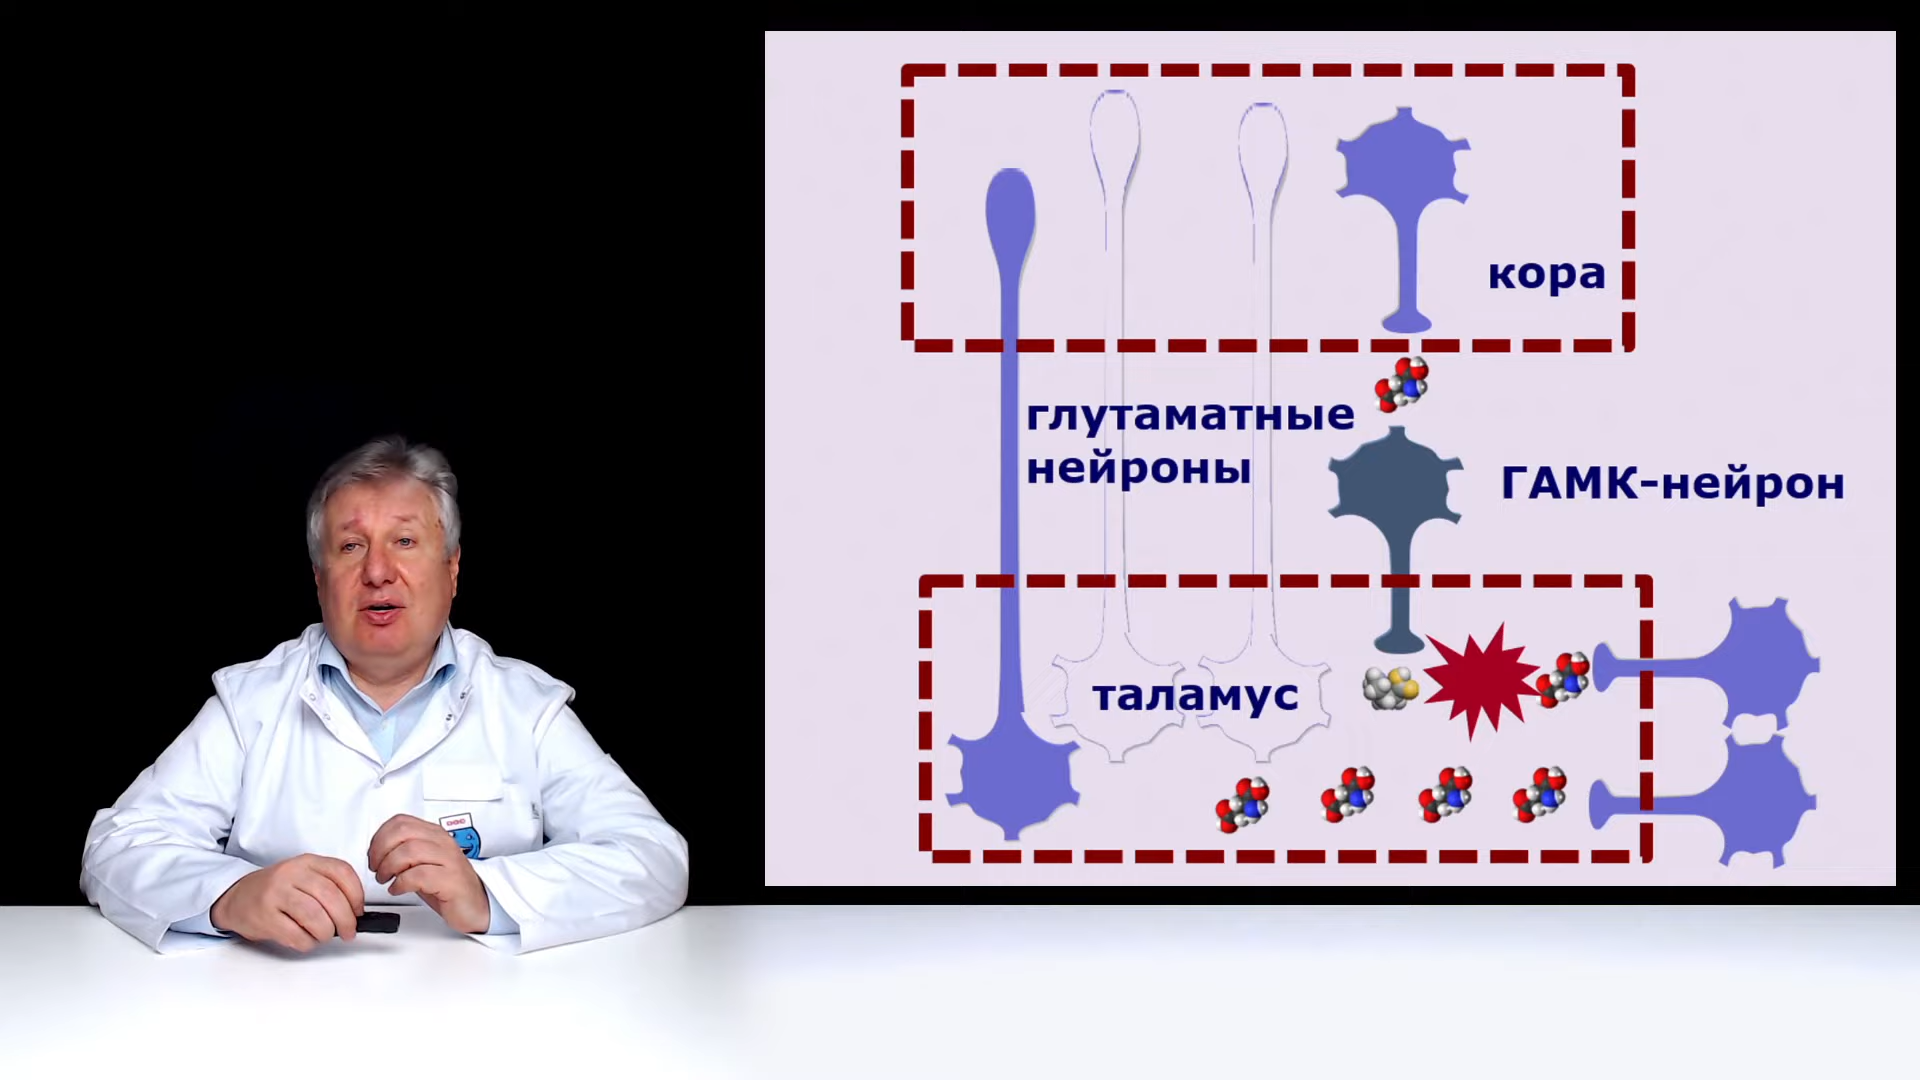 кора
глутаматные
нейроны
ГАМК-нейрон
таламус